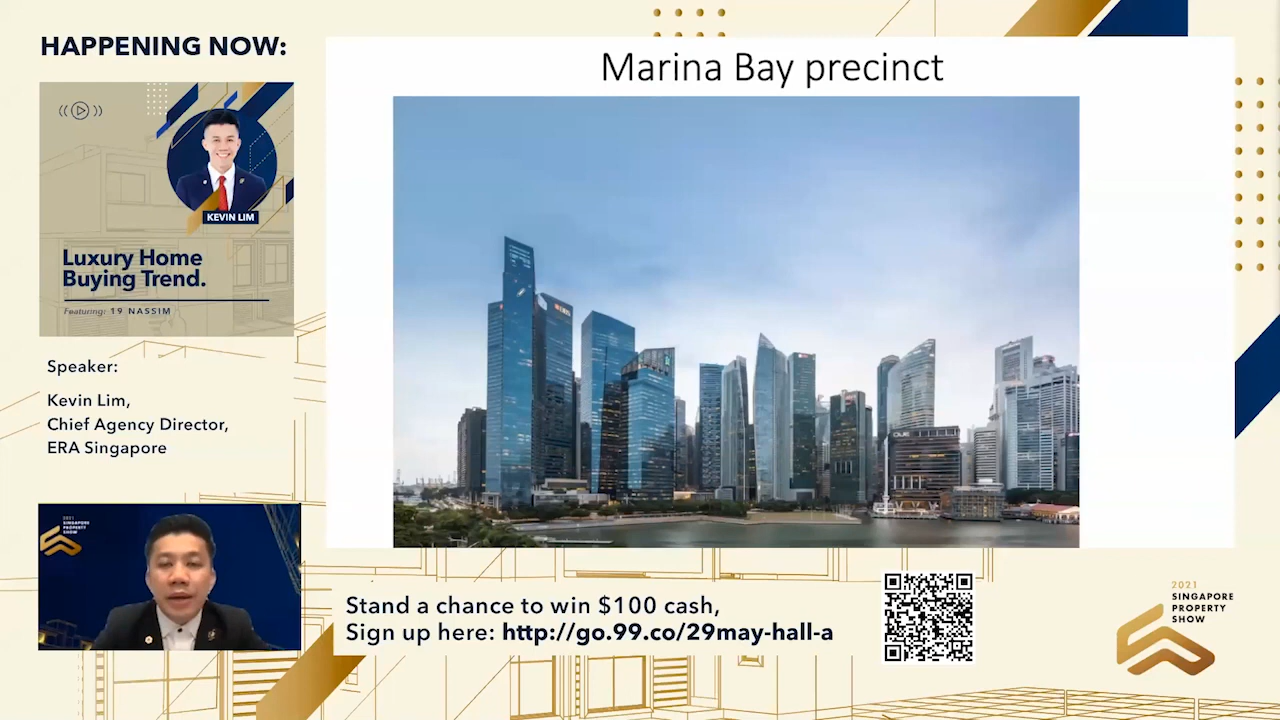 HAPPENING NOW:
KEVIN LIM
Luxury Home
Buying Trend.
Featuring: 19 NASSIM
Speaker:
Kevin Lim,
Chief Agency Director,
ERA Singapore
2021
SINGAPORE
PROPERTY
SHOW
Marina Bay precinct
OUE
Stand a chance to win $100 cash,
Sign up here: http://go.99.co/29may-hall-a
2021
SINGAPORE
PROPERTY
SHOW